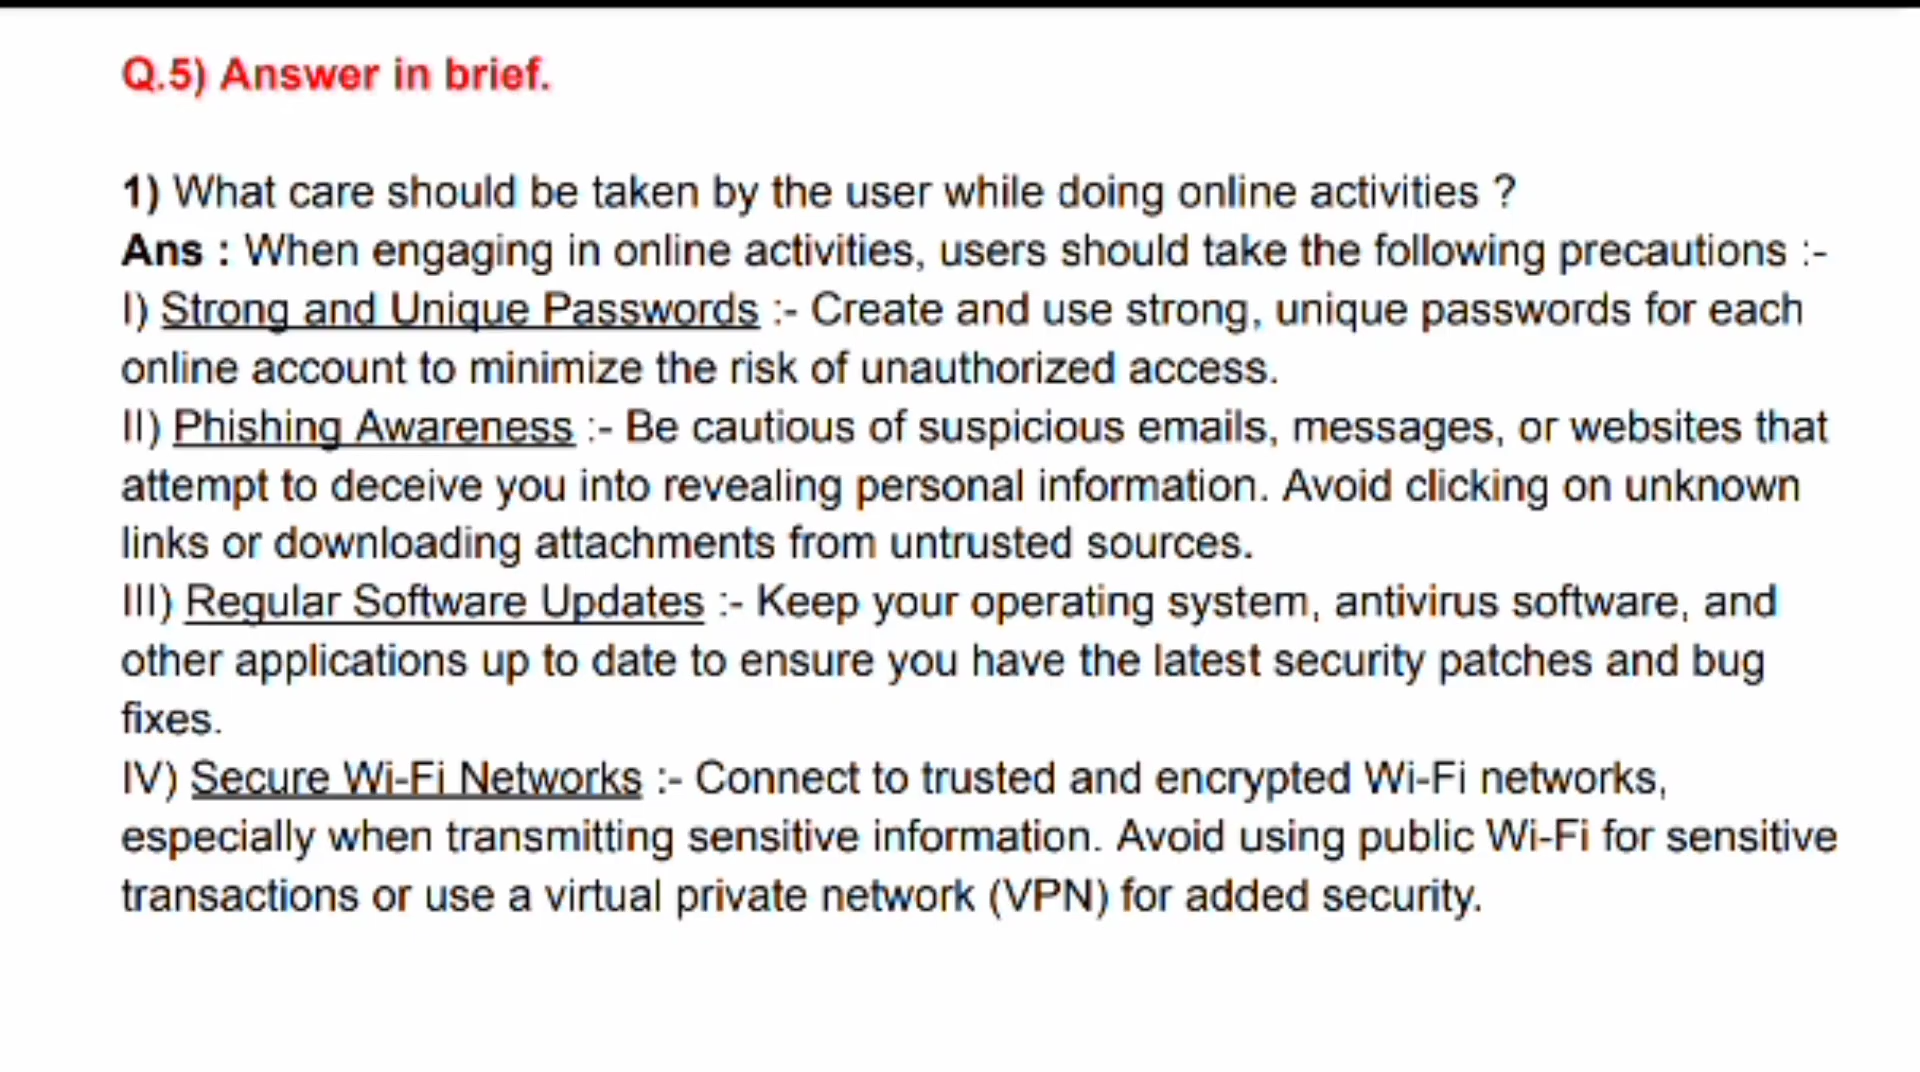 Q.5) Answer in brief.
1) What care should be taken by the user while doing online activities ?
Ans : When engaging in online activities, users should take the following precautions :-
I) Strong and Unique Passwords :- Create and use strong, unique passwords for each
online account to minimize the risk of unauthorized access.
II) Phishing Awareness :- Be cautious of suspicious emails, messages, or websites that
attempt to deceive you into revealing personal information. Avoid clicking on unknown
links or downloading attachments from untrusted sources.
III) Regular Software Updates :- Keep your operating system, antivirus software, and
other applications up to date to ensure you have the latest security patches and bug
fixes.
IV) Secure Wi-Fi Networks :- Connect to trusted and encrypted Wi-Fi networks,
especially when transmitting sensitive information. Avoid using public Wi-Fi for sensitive
transactions or use a virtual private network (VPN) for added security.